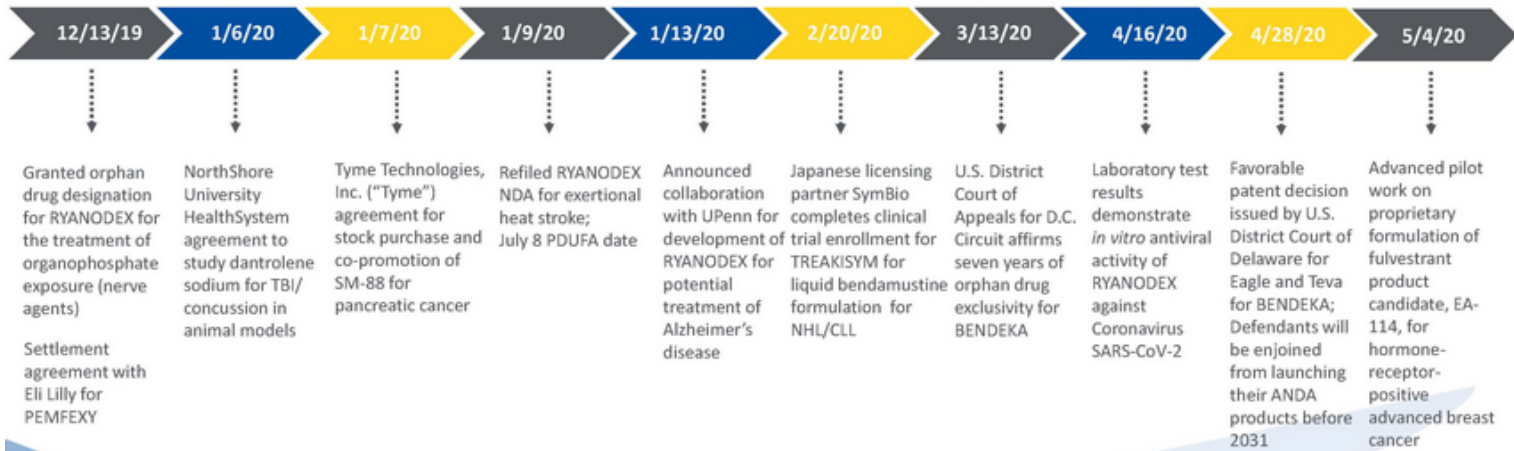 12/13/19
1/6/20
1/7/20
1/9/20
1/13/20
2/20/20
3/13/20
4/16/20
4/28/20
5/4/20
Granted orphan
drug designation
for RYANODEX for
the treatment of
organophosphate
exposure (nerve
agents)
Settlement
agreement with
Eli Lilly for
PEMFEXY
NorthShore
University
HealthSystem
agreement to
study dantrolene
sodium for TBI/
concussion in
animal models
Tyme Technologies,
Inc. (“Tyme”)
agreement for
stock purchase and
co-promotion of
SM-88 for
pancreatic cancer
Refiled RYANODEX
NDA for exertional
heat stroke;
July 8 PDUFA date
Announced
collaboration
with UPenn for
development of
RYANODEX for
potential
treatment of
Alzheimer’s
disease
Japanese licensing
partner SymBio
completes clinical
trial enrollment for
TREAKISYM for
liquid bendamustine
formulation for
NHL/CLL
U.S. District
Court of
Appeals for D.C.
Circuit affirms
seven years of
orphan drug
exclusivity for
BENDEKA
Laboratory test
results
demonstrate
in vitro antiviral
activity of
RYANODEX
against
Coronavirus
SARS-CoV-2
Favorable
patent decision
issued by U.S.
District Court of
Delaware for
Eagle and Teva
for BENDEKA;
Defendants will
be enjoined
from launching
their ANDA
products before
2031
Advanced pilot
work on
proprietary
formulation of
fulvestrant
product
candidate, EA-
114, for
hormone-
receptor-
positive
advanced breast
cancer